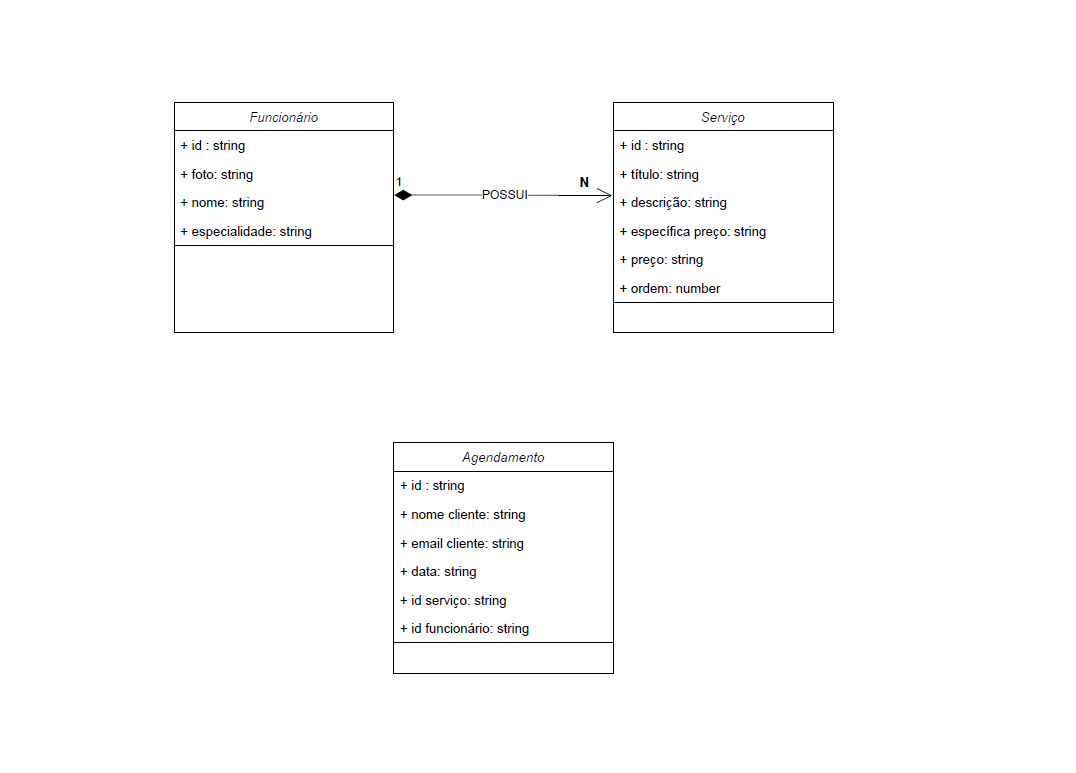 Funcionário
+ id : string
+ foto: string
+ nome: string
+ especialidade: string
1
POSSUI
N
Serviço
+ id : string
+ título: string
+ descrição: string
+ específica preço: string
+ preço: string
+ ordem: number
Agendamento
+ id : string
+ nome cliente: string
+ email cliente: string
+ data: string
+ id serviço: string
+ id funcionário: string